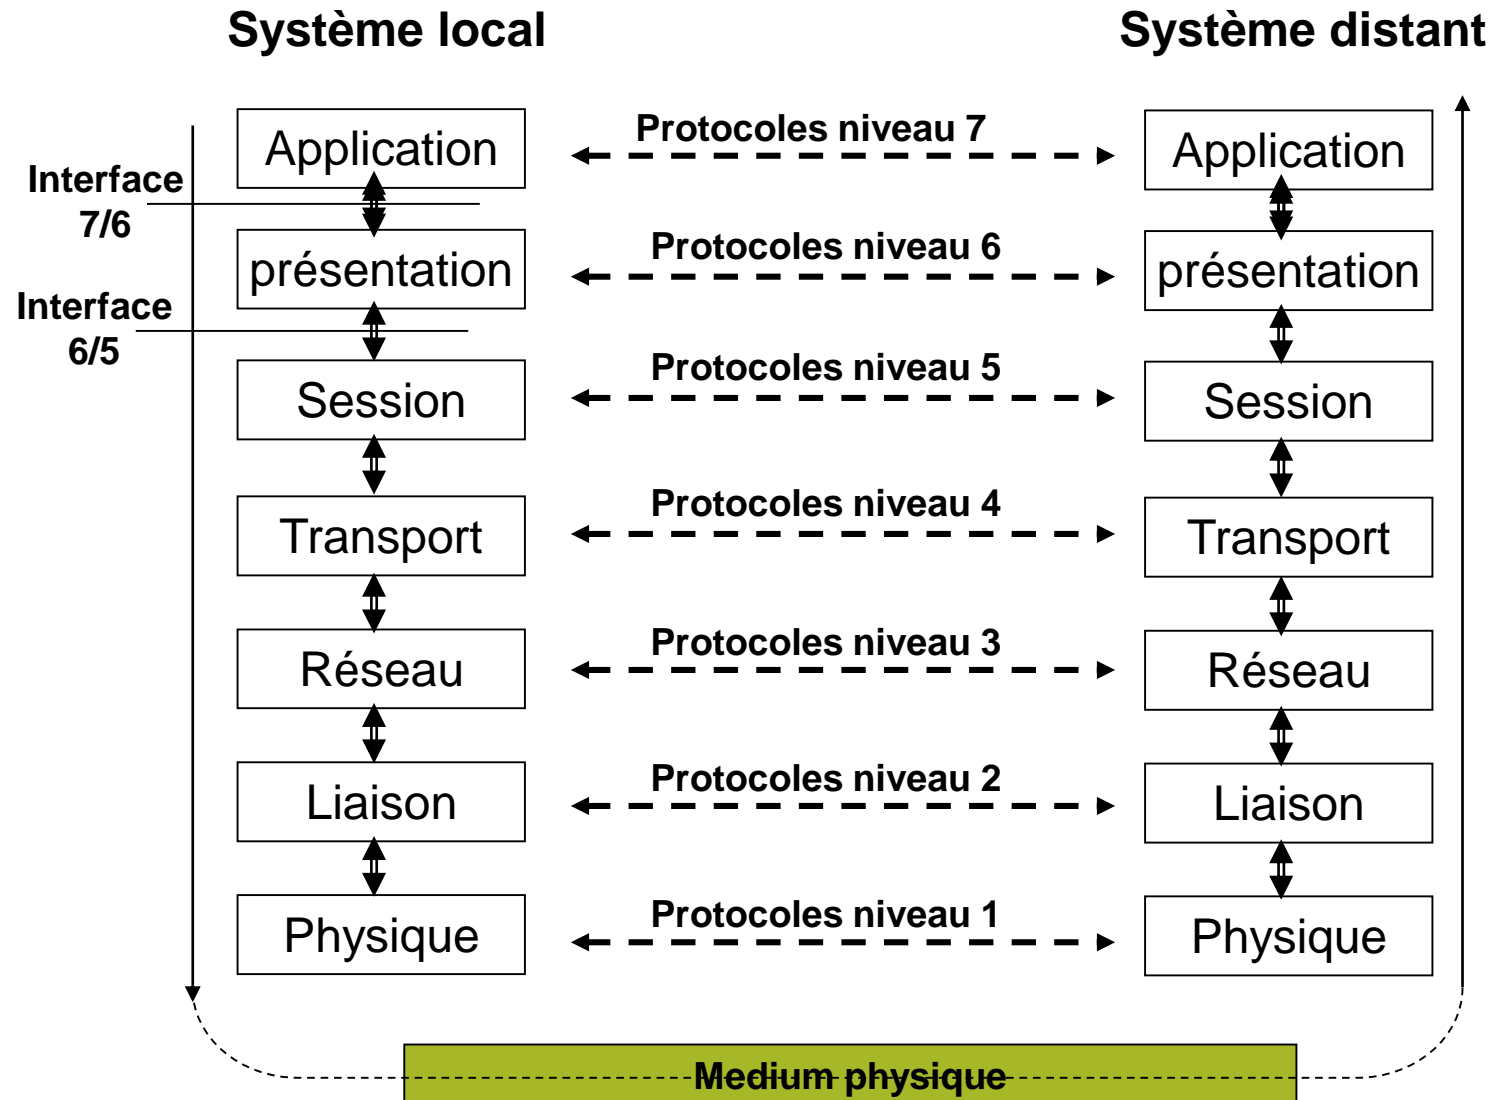 Système local
Système distant
Application
Protocoles niveau 7
Application
Interface
7/6
présentation
Protocoles niveau 6
présentation
Interface
6/5
Session
Protocoles niveau 5
Session
Transport
Protocoles niveau 4
Transport
Réseau
Protocoles niveau 3
Réseau
Liaison
Protocoles niveau 2
Liaison
Physique
Protocoles niveau 1
Physique
Medium physique